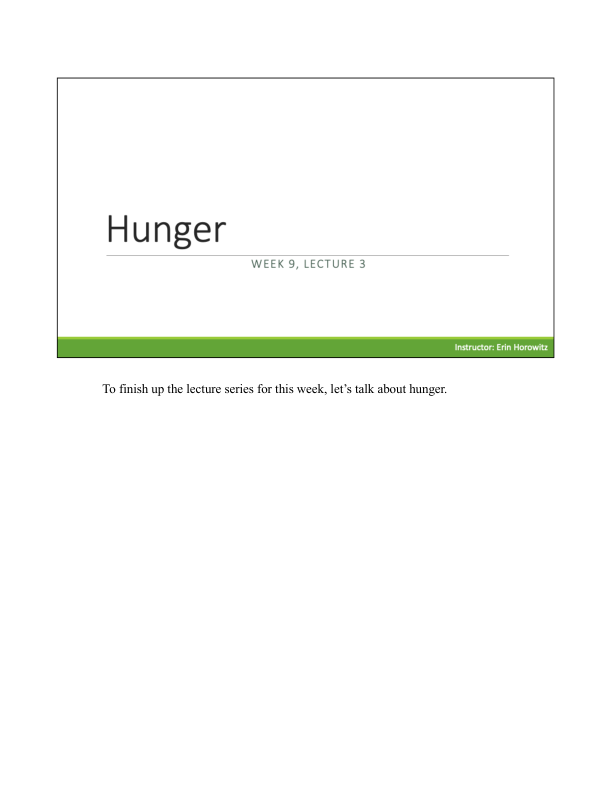 Hunger
WEEK 9, LECTURE 3
Instructor: Erin Horowitz
To finish up the lecture series for this week, let’s talk about hunger.